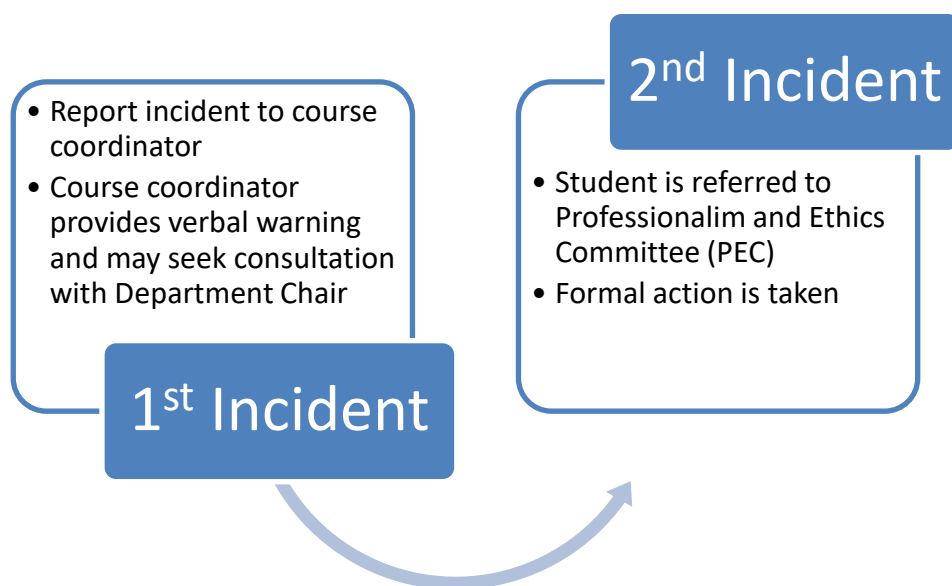 • Report incident to course
coordinator
• Course coordinator
provides verbal warning
and may seek consultation
with Department Chair
1st Incident
2nd Incident
• Student is referred to
Professionalim and Ethics
Committee (PEC)
• Formal action is taken